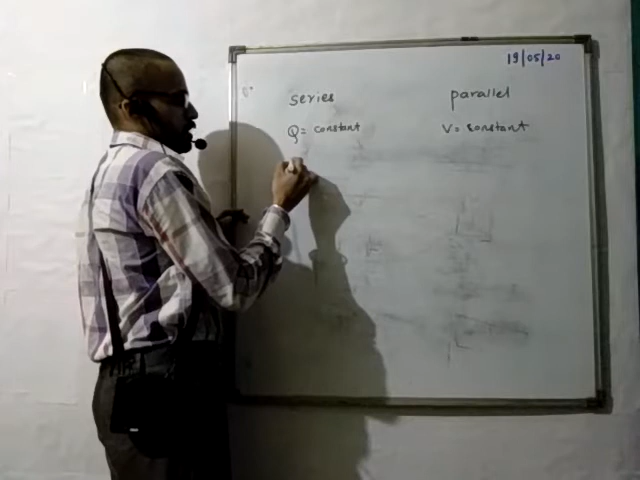 19/05/20
series parallel
Q = constant V = constant